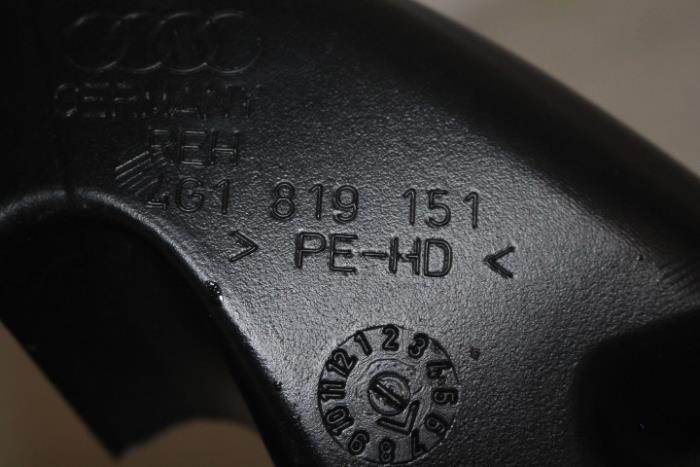 GERMANY
REH
4G1 819 151
> PE-HD <
1 2 3 4 5 6 7 8 9 10 11 12